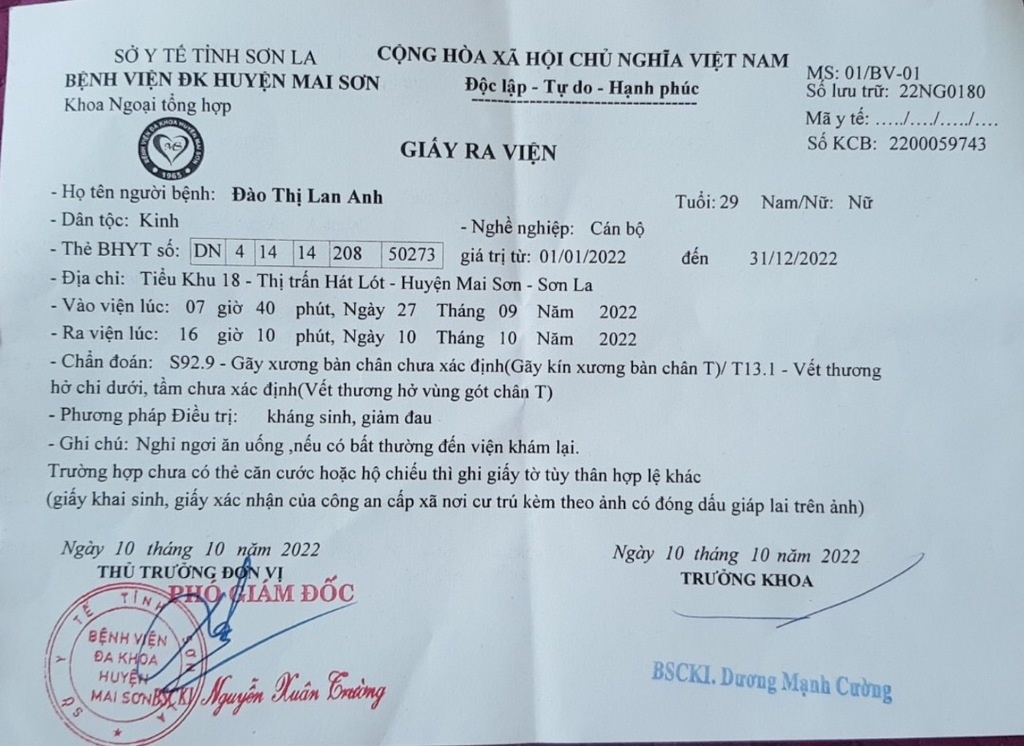 SỞ Y TẾ TỈNH SƠN LA
BỆNH VIỆN ĐK HUYỆN MAI SƠN
Khoa Ngoại tổng hợp
CỘNG HÒA XÃ HỘI CHỦ NGHĨA VIỆT NAM
Độc lập - Tự do - Hạnh phúc
MS: 01/BV-01
Số lưu trữ: 22NG0180
Mã y tế: …../…./…../….
Số KCB: 2200059743
BỆNH VIỆN ĐA KHOA HUYỆN MAI SƠN
MS
1965
GIẤY RA VIỆN
- Họ tên người bệnh: Đào Thị Lan Anh Tuổi: 29 Nam/Nữ: Nữ
- Dân tộc: Kinh - Nghề nghiệp: Cán bộ
- Thẻ BHYT số: DN 4 14 14 208 50273 giá trị từ: 01/01/2022 đến 31/12/2022
- Địa chỉ: Tiểu Khu 18 - Thị trấn Hát Lót - Huyện Mai Sơn - Sơn La
- Vào viện lúc: 07 giờ 40 phút, Ngày 27 Tháng 09 Năm 2022
- Ra viện lúc: 16 giờ 10 phút, Ngày 10 Tháng 10 Năm 2022
- Chẩn đoán: S92.9 - Gãy xương bàn chân chưa xác định(Gãy kín xương bàn chân T)/ T13.1 - Vết thương
hở chi dưới, tầm chưa xác định(Vết thương hở vùng gót chân T)
- Phương pháp Điều trị: kháng sinh, giảm đau
- Ghi chú: Nghỉ ngơi ăn uống ,nếu có bất thường đến viện khám lại.
Trường hợp chưa có thẻ căn cước hoặc hộ chiếu thì ghi giấy tờ tùy thân hợp lệ khác
(giấy khai sinh, giấy xác nhận của công an cấp xã nơi cư trú kèm theo ảnh có đóng dấu giáp lai trên ảnh)
Ngày 10 tháng 10 năm 2022
THỦ TRƯỞNG ĐƠN VỊ
PHÓ GIÁM ĐỐC
SỞ Y TẾ TỈNH SƠN LA
BỆNH VIỆN
ĐA KHOA
HUYỆN
MAI SƠN
BSCKI Nguyễn Xuân Trường
Ngày 10 tháng 10 năm 2022
TRƯỞNG KHOA
BSCKI. Dương Mạnh Cường